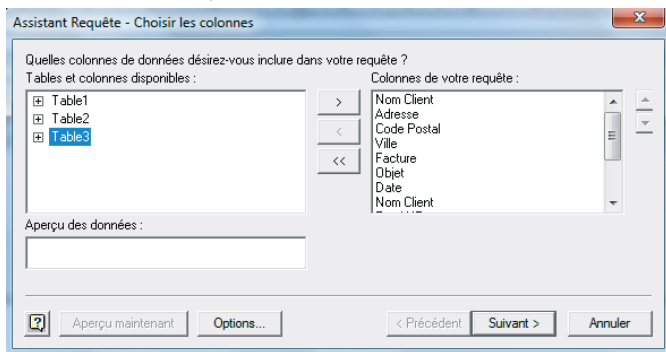 Assistant Requête - Choisir les colonnes
Quelles colonnes de données désirez-vous inclure dans votre requête ?
Tables et colonnes disponibles :
Table1
Table2
Table3
>
<
<<
Colonnes de votre requête :
Nom Client
Adresse
Code Postal
Ville
Facture
Objet
Date
Nom Client
Aperçu des données :
Aperçu maintenant
Options...
< Précédent
Suivant >
Annuler